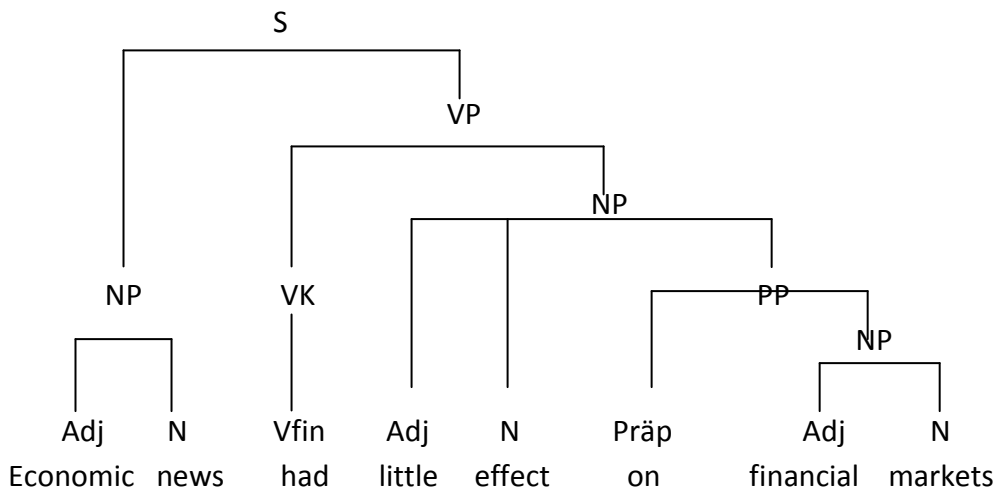 S
VP
NP
NP VK PP
NP
Adj N Vfin Adj N Präp Adj N
Economic news had little effect on financial markets